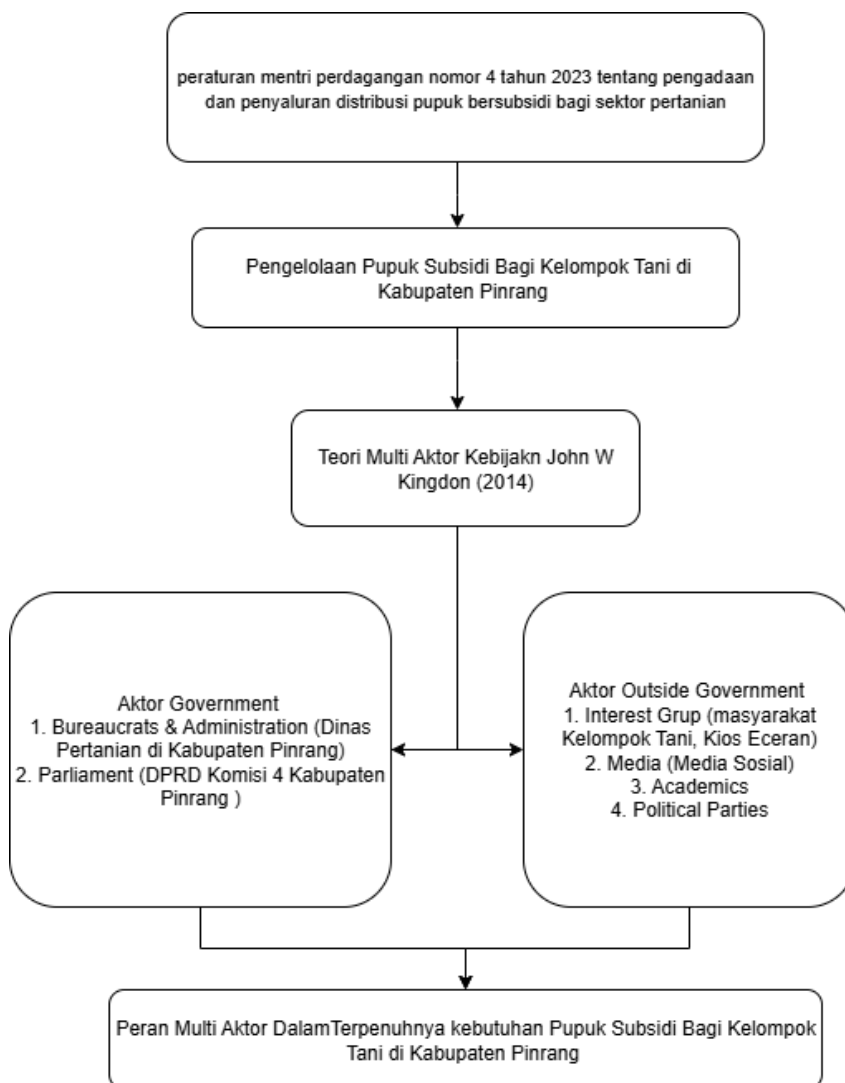 peraturan mentri perdagangan nomor 4 tahun 2023 tentang pengadaan
dan penyaluran distribusi pupuk bersubsidi bagi sektor pertanian
Pengelolaan Pupuk Subsidi Bagi Kelompok Tani di
Kabupaten Pinrang
Teori Multi Aktor Kebijakn John W
Kingdon (2014)
Aktor Government
1. Bureaucrats & Administration (Dinas
Pertanian di Kabupaten Pinrang)
2. Parliament (DPRD Komisi 4 Kabupaten
Pinrang )
Aktor Outside Government
1. Interest Grup (masyarakat
Kelompok Tani, Kios Eceran)
2. Media (Media Sosial)
3. Academics
4. Political Parties
Peran Multi Aktor DalamTerpenuhnya kebutuhan Pupuk Subsidi Bagi Kelompok
Tani di Kabupaten Pinrang